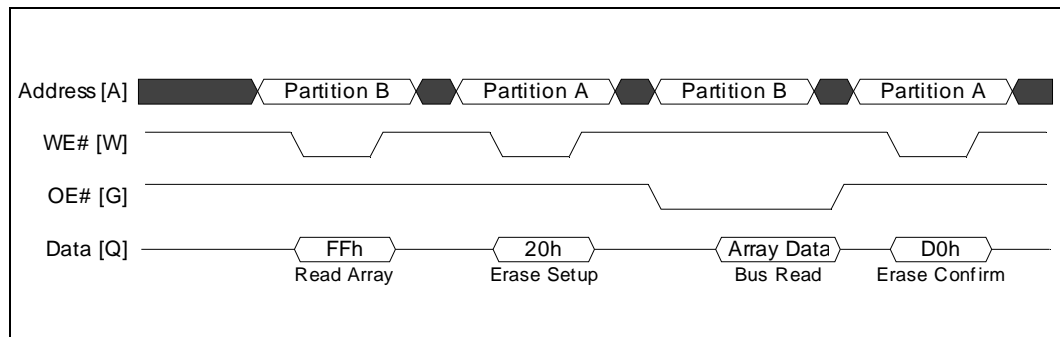 Address [A] Partition B Partition A Partition B Partition A
WE# [W]
OE# [G]
Data [Q] FFh 20h Array Data D0h
Read Array Erase Setup Bus Read Erase Confirm